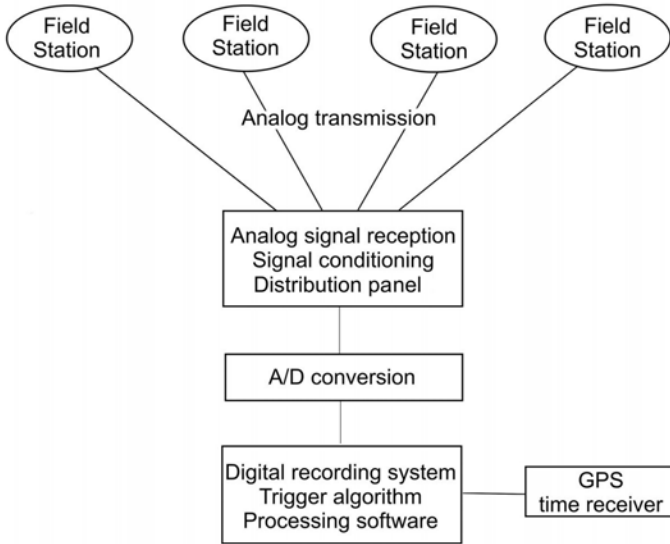 Field
Station
Field
Station
Field
Station
Field
Station
Analog transmission
Analog signal reception
Signal conditioning
Distribution panel
A/D conversion
Digital recording system
Trigger algorithm
Processing software
GPS
time receiver